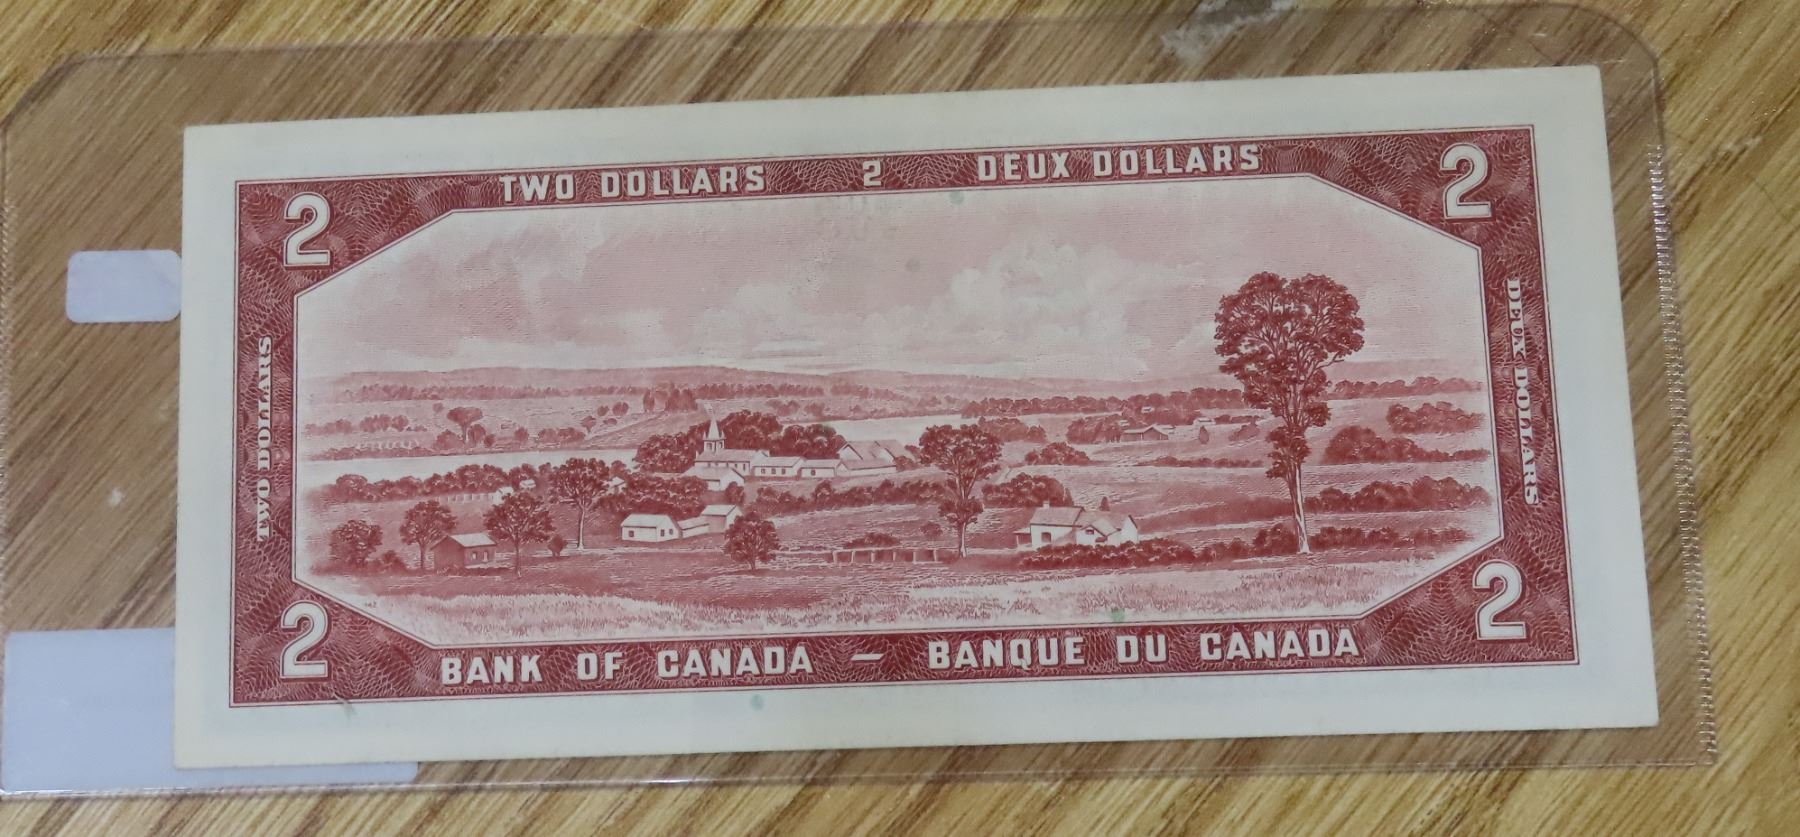 2 TWO DOLLARS 2 DEUX DOLLARS 2
TWO DOLLARS
DEUX DOLLARS
2 BANK OF CANADA — BANQUE DU CANADA 2